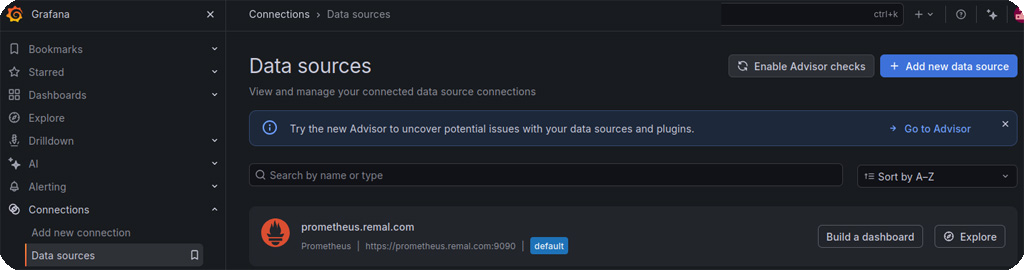 Grafana
Connections › Data sources
ctrl+k
Bookmarks
Starred
Dashboards
Explore
Drilldown
AI
Alerting
Connections
Add new connection
Data sources
Data sources
Enable Advisor checks
Add new data source
View and manage your connected data source connections
Try the new Advisor to uncover potential issues with your data sources and plugins.
Go to Advisor
Search by name or type
Sort by A–Z
prometheus.remal.com
Prometheus | https://prometheus.remal.com:9090 | default
Build a dashboard
Explore